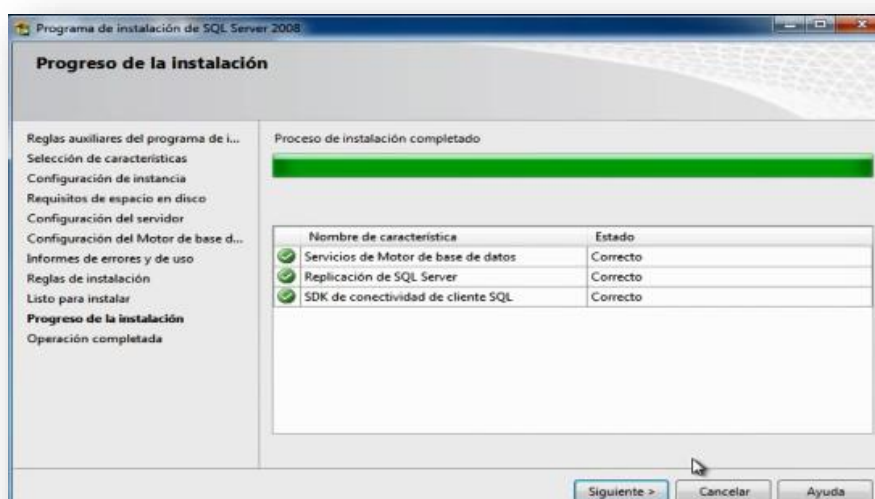 Programa de instalación de SQL Server 2008
Progreso de la instalación
Reglas auxiliares del programa de i...
Selección de características
Configuración de instancia
Requisitos de espacio en disco
Configuración del servidor
Configuración del Motor de base d...
Informes de errores y de uso
Reglas de instalación
Listo para instalar
Progreso de la instalación
Operación completada
Proceso de instalación completado
Nombre de característica Estado
Servicios de Motor de base de datos Correcto
Replicación de SQL Server Correcto
SDK de conectividad de cliente SQL Correcto
Siguiente > Cancelar Ayuda